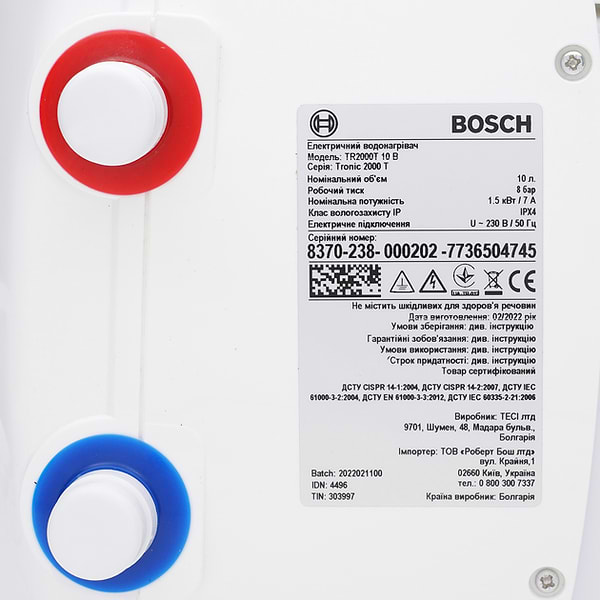 BOSCH
Електричний водонагрівач
Модель: TR2000T 10 B
Серія: Tronic 2000 T
Номінальний об'єм 10 л.
Робочий тиск 8 бар
Номінальна потужність 1.5 кВт / 7 А
Клас вологозахисту IP IPX4
Електричне підключення U ~ 230 В / 50 Гц
Серійний номер:
8370-238- 000202 -7736504745
Не містить шкідливих для здоров'я речовин
Дата виготовлення: 02/2022 рік
Умови зберігання: див. інструкцію
Гарантійні зобов'язання: див. інструкцію
Умови використання: див. інструкцію
Строк придатності: див. інструкцію
Товар сертифікований
ДСТУ CISPR 14-1:2004, ДСТУ CISPR 14-2:2007, ДСТУ IEC
61000-3-2:2004, ДСТУ EN 61000-3-3:2012, ДСТУ IEC 60335-2-21:2006
Виробник: ТЕСІ лтд
9701, Шумен, 48, Мадара бульв.,
Болгарія
Імпортер: ТОВ «Роберт Бош лтд»
вул. Крайня,1
Batch: 2022021100 02660 Київ, Україна
IDN: 4496 тел.: 0 800 300 7337
TIN: 303997 Країна виробник: Болгарія